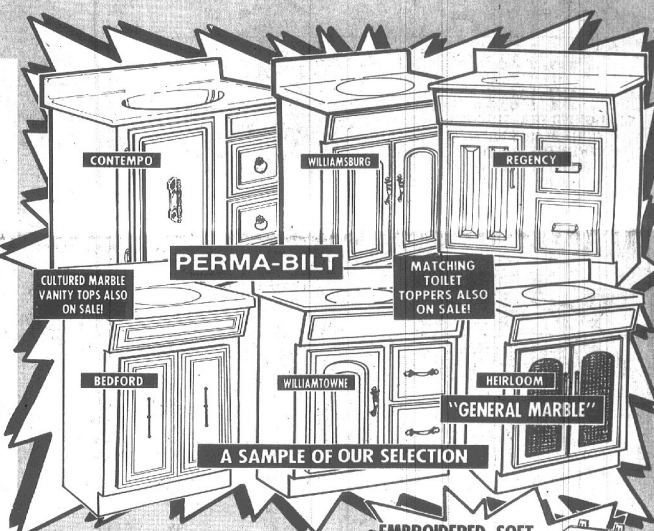 CONTEMPO
WILLIAMSBURG
REGENCY
PERMA-BILT
CULTURED MARBLE
VANITY TOPS ALSO
ON SALE!
MATCHING
TOILET
TOPPERS ALSO
ON SALE!
BEDFORD
WILLIAMTOWNE
HEIRLOOM
"GENERAL MARBLE"
A SAMPLE OF OUR SELECTION
EMBROIDERED SOFT